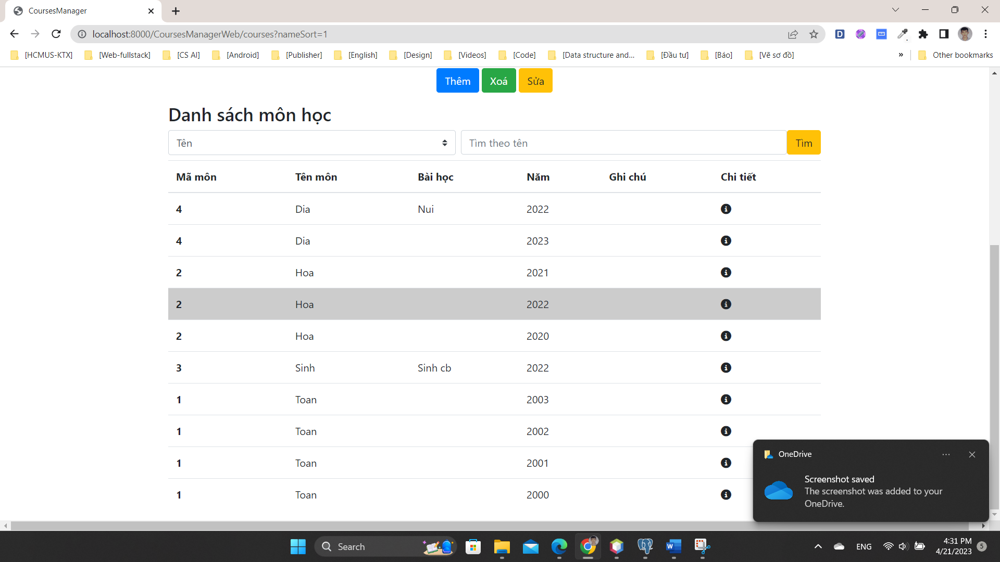 CoursesManager
localhost:8000/CoursesManagerWeb/courses?nameSort=1
[HCMUS-KTX] [Web-fullstack] [CS AI] [Android] [Publisher] [English] [Design] [Videos] [Code] [Data structure and... [Đầu tư] [Báo] [Vẽ sơ đồ] » Other bookmarks
Thêm Xoá Sửa
Danh sách môn học
Tên Tìm theo tên Tìm
Mã môn Tên môn Bài học Năm Ghi chú Chi tiết
4 Dia Nui 2022
4 Dia 2023
2 Hoa 2021
2 Hoa 2022
2 Hoa 2020
3 Sinh Sinh cb 2022
1 Toan 2003
1 Toan 2002
1 Toan 2001
1 Toan 2000
OneDrive
Screenshot saved
The screenshot was added to your
OneDrive.
Search
ENG
4:31 PM
4/21/2023
5